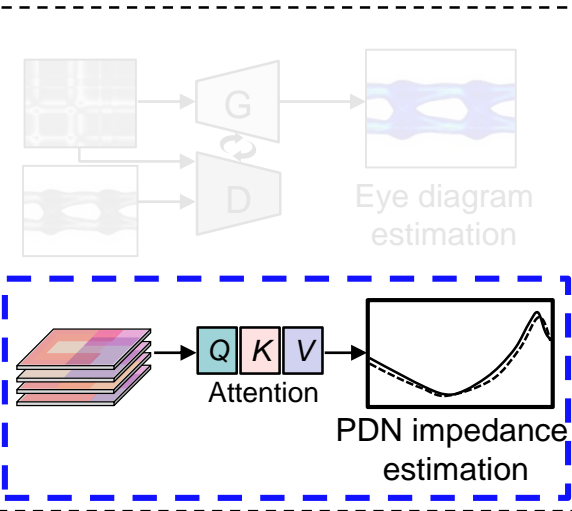 G
D
Eye diagram
estimation
Q K V
Attention
PDN impedance
estimation